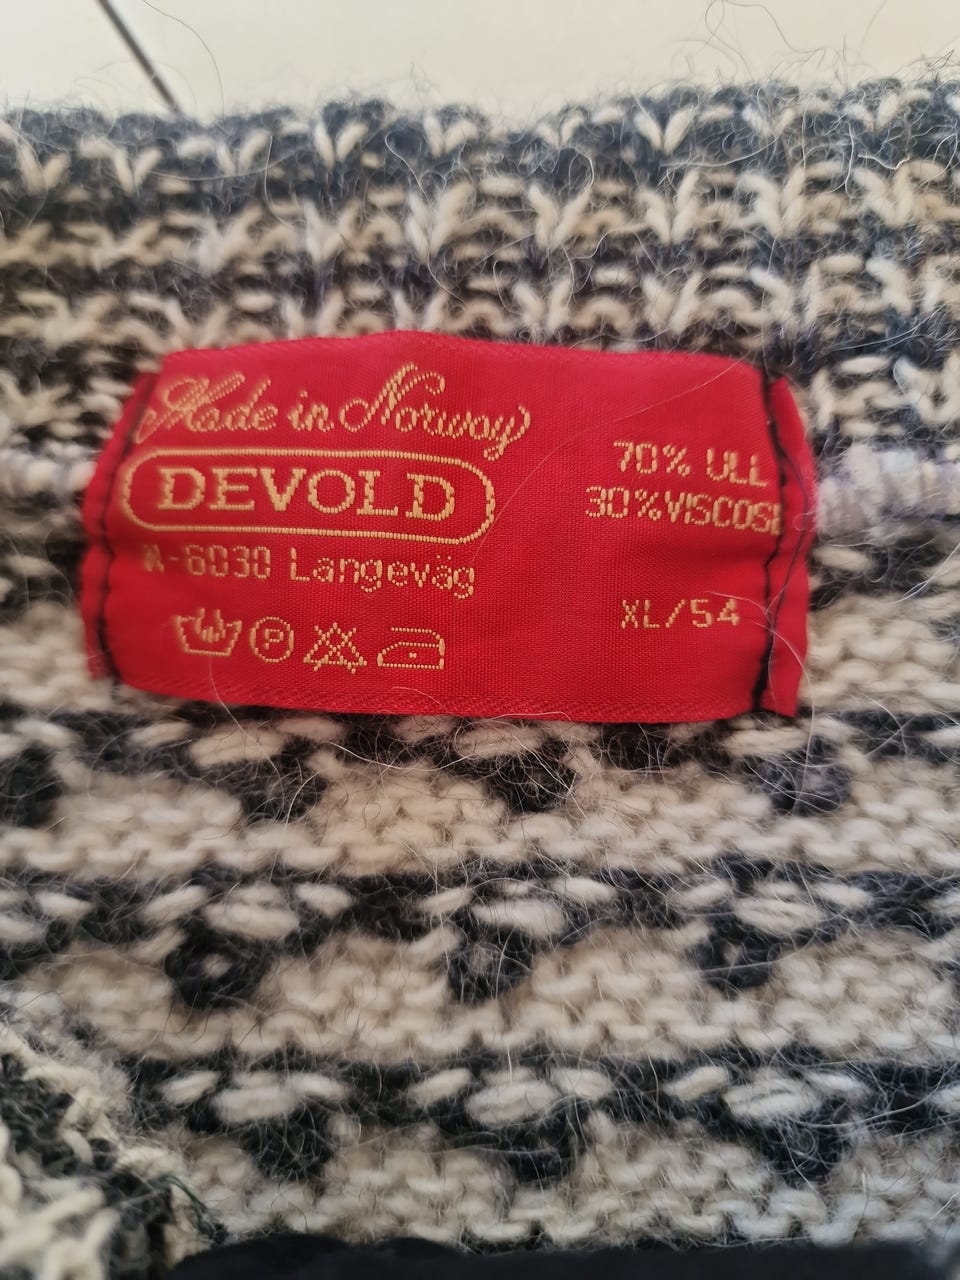 Made in Norway
DEVOLD
N-6030 Langevåg
P
70% ULL
30% VISCOSE
XL/54